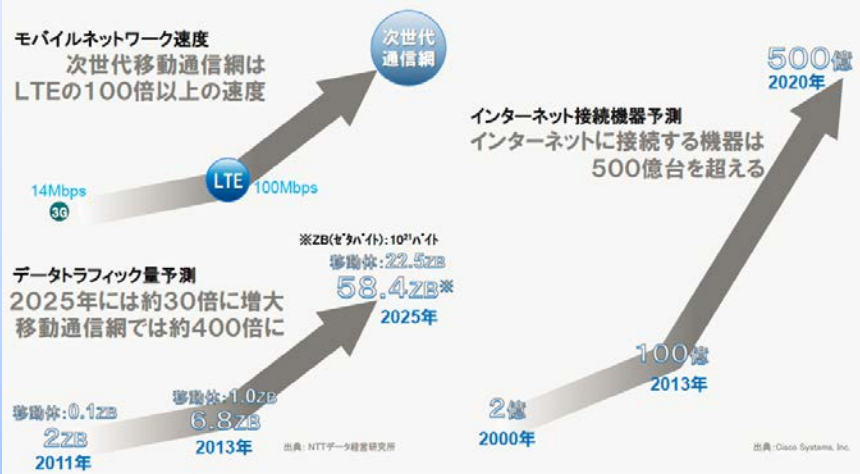 モバイルネットワーク速度
次世代移動通信網は
LTEの100倍以上の速度
次世代
通信網
14Mbps
3G
LTE
100Mbps
データトラフィック量予測
2025年には約30倍に増大
移動通信網では約400倍に
※ZB(ゼタバイト):10²¹バイト
移動体:22.5ZB
58.4ZB※
2025年
移動体:0.1ZB
2ZB
2011年
移動体:1.0ZB
6.8ZB
2013年
出典:NTTデータ経営研究所
インターネット接続機器予測
インターネットに接続する機器は
500億台を超える
500億
2020年
100億
2013年
2億
2000年
出典:Cisco Systems, Inc.